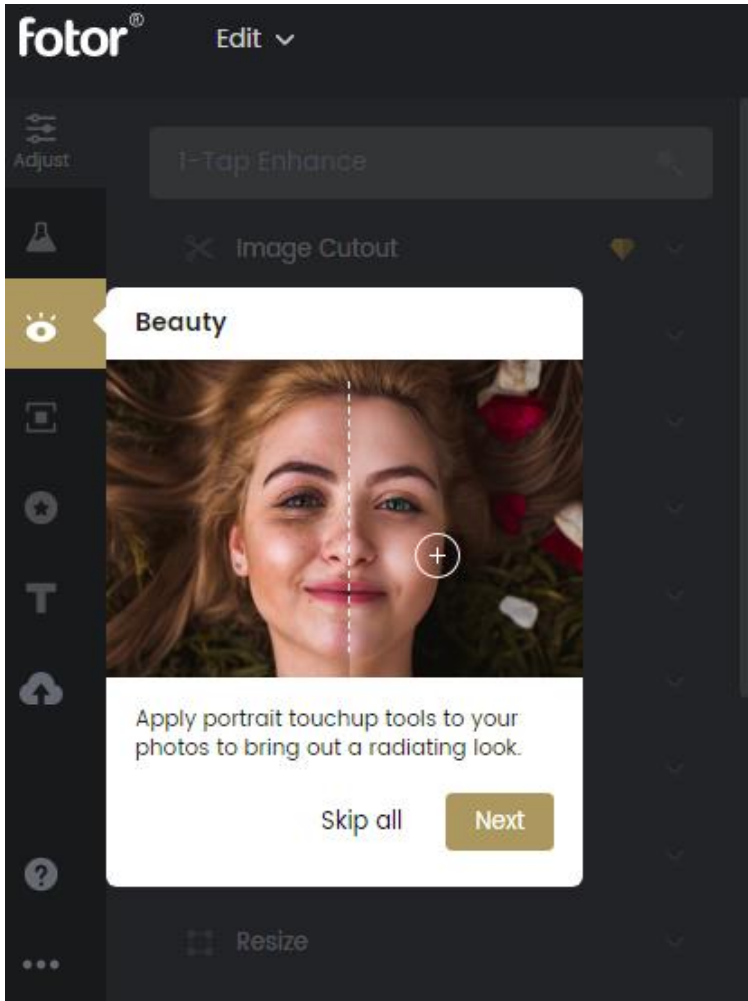 fotor®
Edit
Adjust
1-Tap Enhance
Image Cutout
Beauty
Apply portrait touchup tools to your
photos to bring out a radiating look.
Skip all
Next
Resize